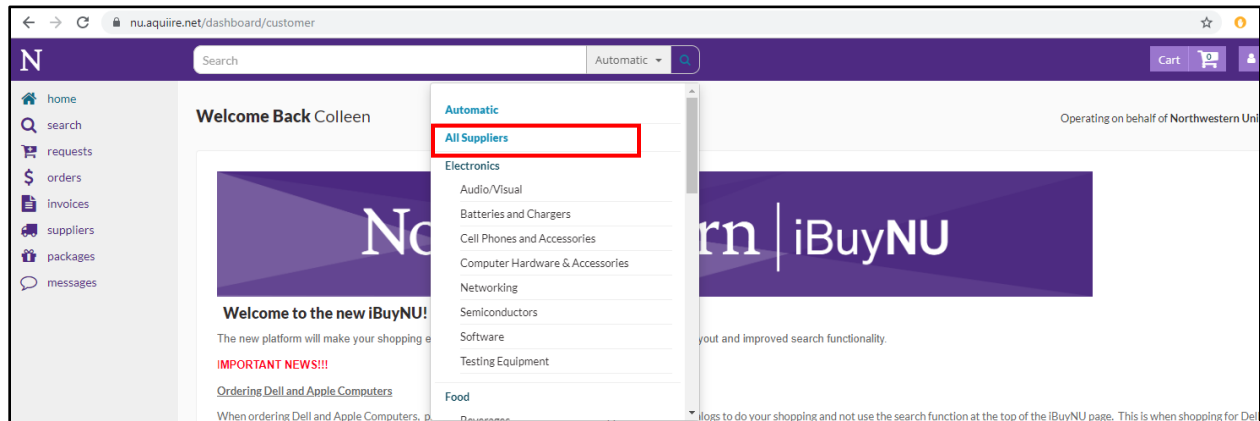 nu.aquiire.net/dashboard/customer
N
Search
Automatic
Cart 0
home
search
requests
orders
invoices
suppliers
packages
messages
Welcome Back Colleen
Operating on behalf of Northwestern Uni
Automatic
All Suppliers
Electronics
Audio/Visual
Batteries and Chargers
Cell Phones and Accessories
Computer Hardware & Accessories
Networking
Semiconductors
Software
Testing Equipment
Food
No rn | iBuyNU
Welcome to the new iBuyNU!
The new platform will make your shopping e yout and improved search functionality.
IMPORTANT NEWS!!!
Ordering Dell and Apple Computers
When ordering Dell and Apple Computers, p logs to do your shopping and not use the search function at the top of the iBuyNU page. This is when shopping for Dell